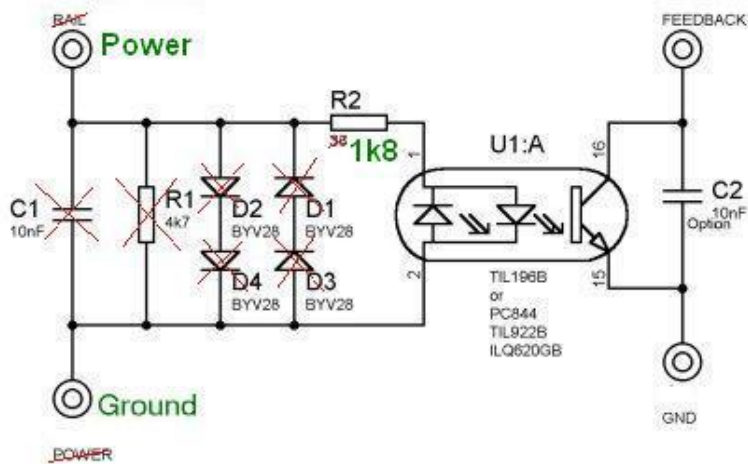 RAIL
Power
FEEDBACK
R2
38
1k8
U1:A
1
16
C1
10nF
R1
4k7
D2
BYV28
D1
BYV28
C2
10nF
Option
D4
BYV28
D3
BYV28
2
15
TIL196B
or
PC844
TIL922B
ILQ620GB
Ground
GND
POWER